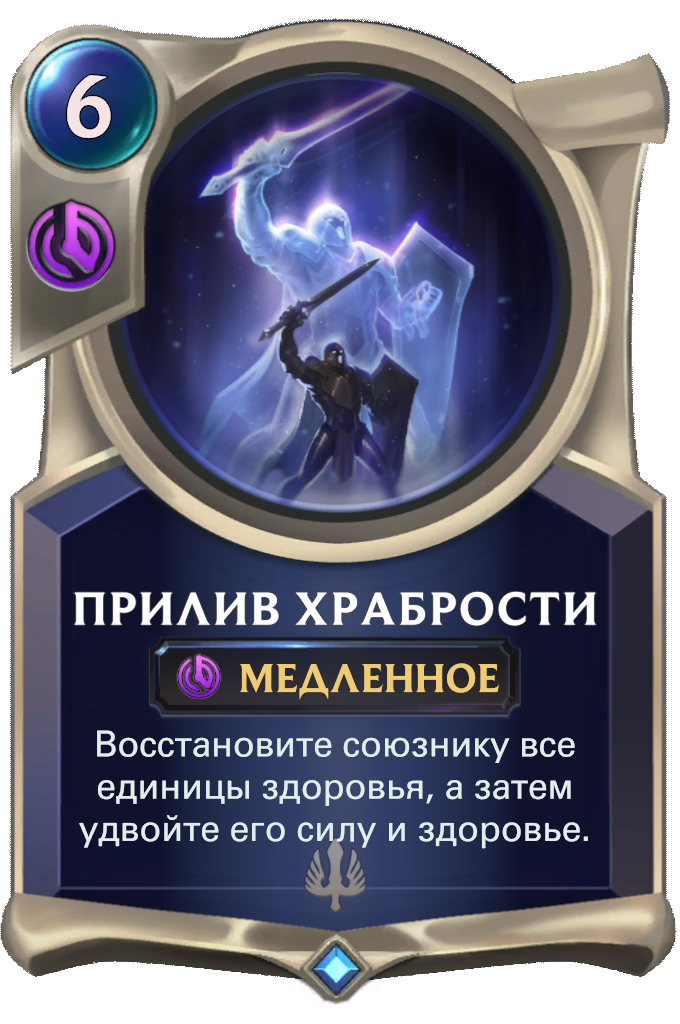 6
ПРИЛИВ ХРАБРОСТИ
МЕДЛЕННОЕ
Восстановите союзнику все
единицы здоровья, а затем
удвойте его силу и здоровье.